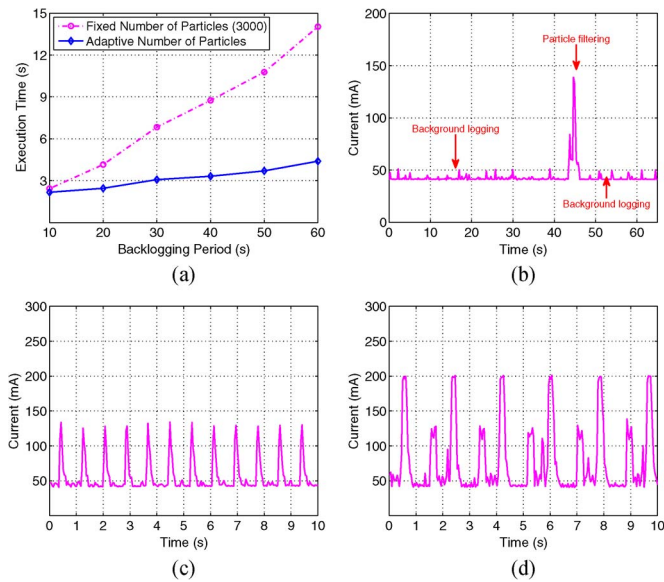 Fixed Number of Particles (3000)
Adaptive Number of Particles
Execution Time (s)
15
12
9
6
3
10 20 30 40 50 60
Backlogging Period (s)
(a)
Current (mA)
200
150
100
50
0
Particle filtering
Background logging
Background logging
0 10 20 30 40 50 60
Time (s)
(b)
Current (mA)
300
250
200
150
100
50
0 1 2 3 4 5 6 7 8 9 10
Time (s)
(c)
Current (mA)
300
250
200
150
100
50
0 1 2 3 4 5 6 7 8 9 10
Time (s)
(d)